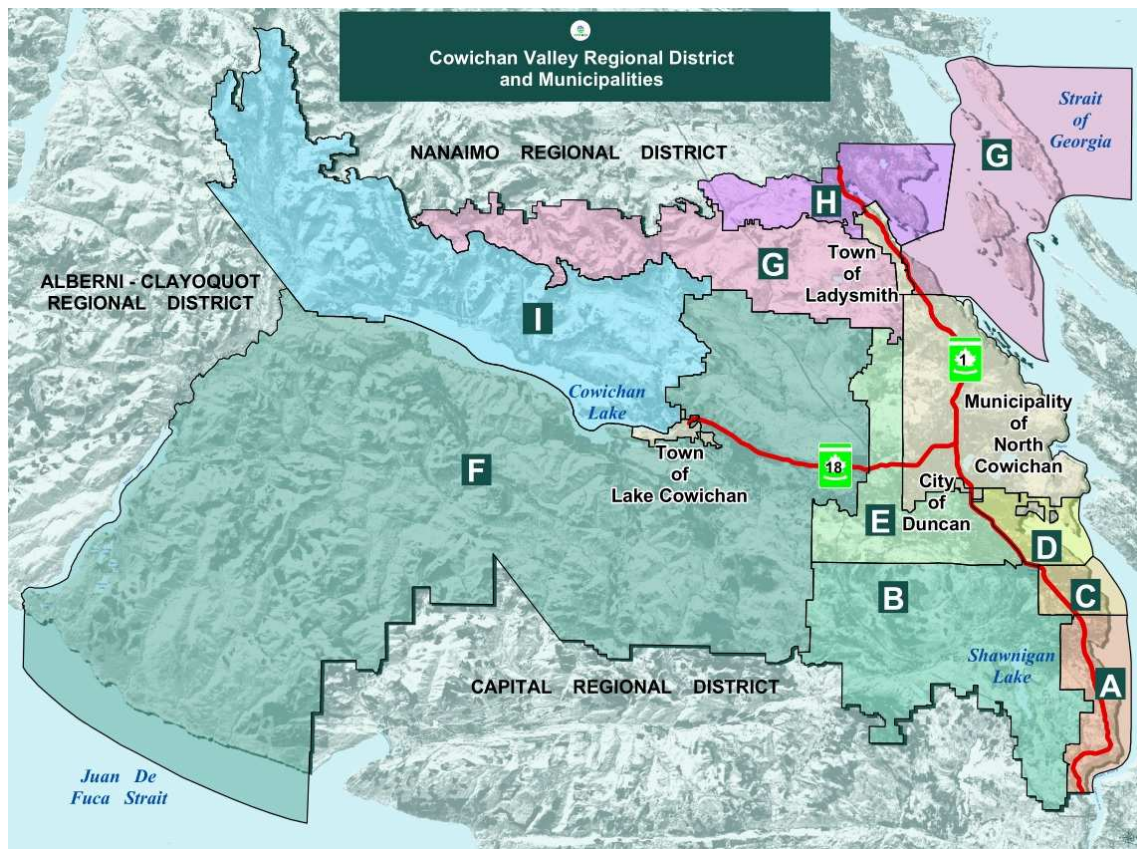 Cowichan Valley Regional District
and Municipalities
Strait
of
Georgia
G
NANAIMO REGIONAL DISTRICT
H
Town
of
Ladysmith
G
ALBERNI - CLAYOQUOT
REGIONAL DISTRICT
I
1
Cowichan
Lake
Municipality
of
North
Cowichan
F
Town
of
Lake Cowichan
18
City
of
Duncan
E
D
B
C
Shawnigan
Lake
A
CAPITAL REGIONAL DISTRICT
Juan De
Fuca Strait